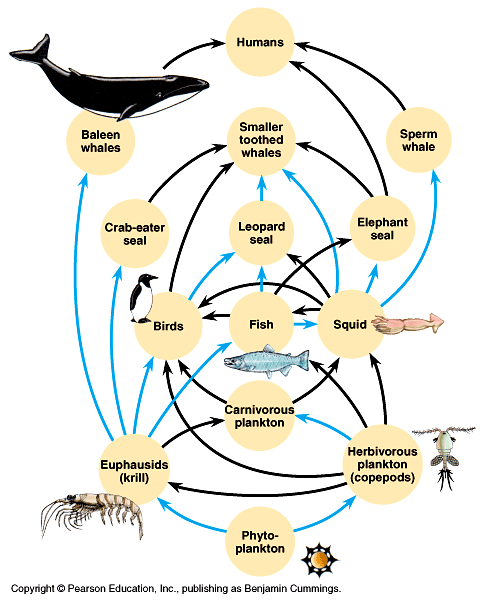 Humans
Baleen
whales
Smaller
toothed
whales
Sperm
whale
Crab-eater
seal
Leopard
seal
Elephant
seal
Birds
Fish
Squid
Carnivorous
plankton
Euphausids
(krill)
Herbivorous
plankton
(copepods)
Phyto-
plankton
Copyright © Pearson Education, Inc., publishing as Benjamin Cummings.